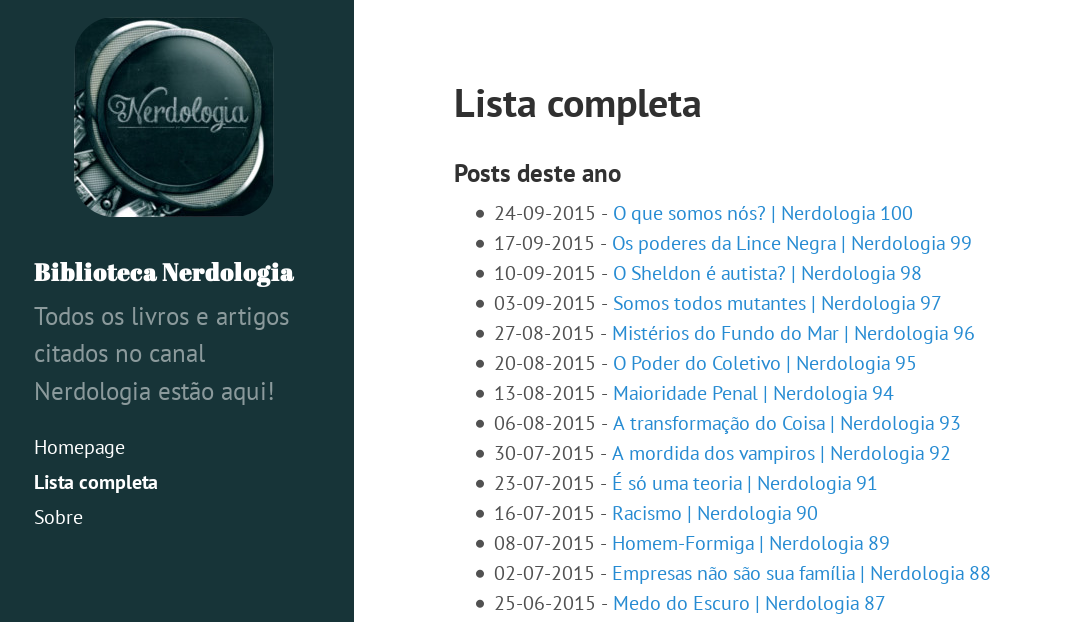 Nerdologia
Biblioteca Nerdologia
Todos os livros e artigos
citados no canal
Nerdologia estão aqui!
Homepage
Lista completa
Sobre
Lista completa
Posts deste ano
24-09-2015 - O que somos nós? | Nerdologia 100
17-09-2015 - Os poderes da Lince Negra | Nerdologia 99
10-09-2015 - O Sheldon é autista? | Nerdologia 98
03-09-2015 - Somos todos mutantes | Nerdologia 97
27-08-2015 - Mistérios do Fundo do Mar | Nerdologia 96
20-08-2015 - O Poder do Coletivo | Nerdologia 95
13-08-2015 - Maioridade Penal | Nerdologia 94
06-08-2015 - A transformação do Coisa | Nerdologia 93
30-07-2015 - A mordida dos vampiros | Nerdologia 92
23-07-2015 - É só uma teoria | Nerdologia 91
16-07-2015 - Racismo | Nerdologia 90
08-07-2015 - Homem-Formiga | Nerdologia 89
02-07-2015 - Empresas não são sua família | Nerdologia 88
25-06-2015 - Medo do Escuro | Nerdologia 87